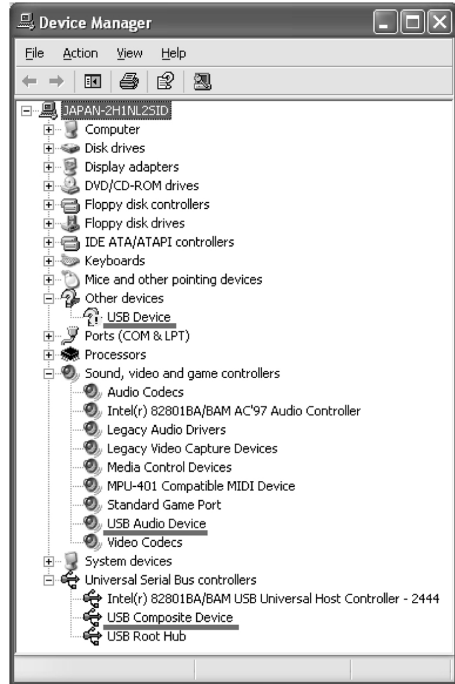 Device Manager
File Action View Help
JAPAN-2H1NL2SID
Computer
Disk drives
Display adapters
DVD/CD-ROM drives
Floppy disk controllers
Floppy disk drives
IDE ATA/ATAPI controllers
Keyboards
Mice and other pointing devices
Other devices
USB Device
Ports (COM & LPT)
Processors
Sound, video and game controllers
Audio Codecs
Intel(r) 82801BA/BAM AC'97 Audio Controller
Legacy Audio Drivers
Legacy Video Capture Devices
Media Control Devices
MPU-401 Compatible MIDI Device
Standard Game Port
USB Audio Device
Video Codecs
System devices
Universal Serial Bus controllers
Intel(r) 82801BA/BAM USB Universal Host Controller - 2444
USB Composite Device
USB Root Hub